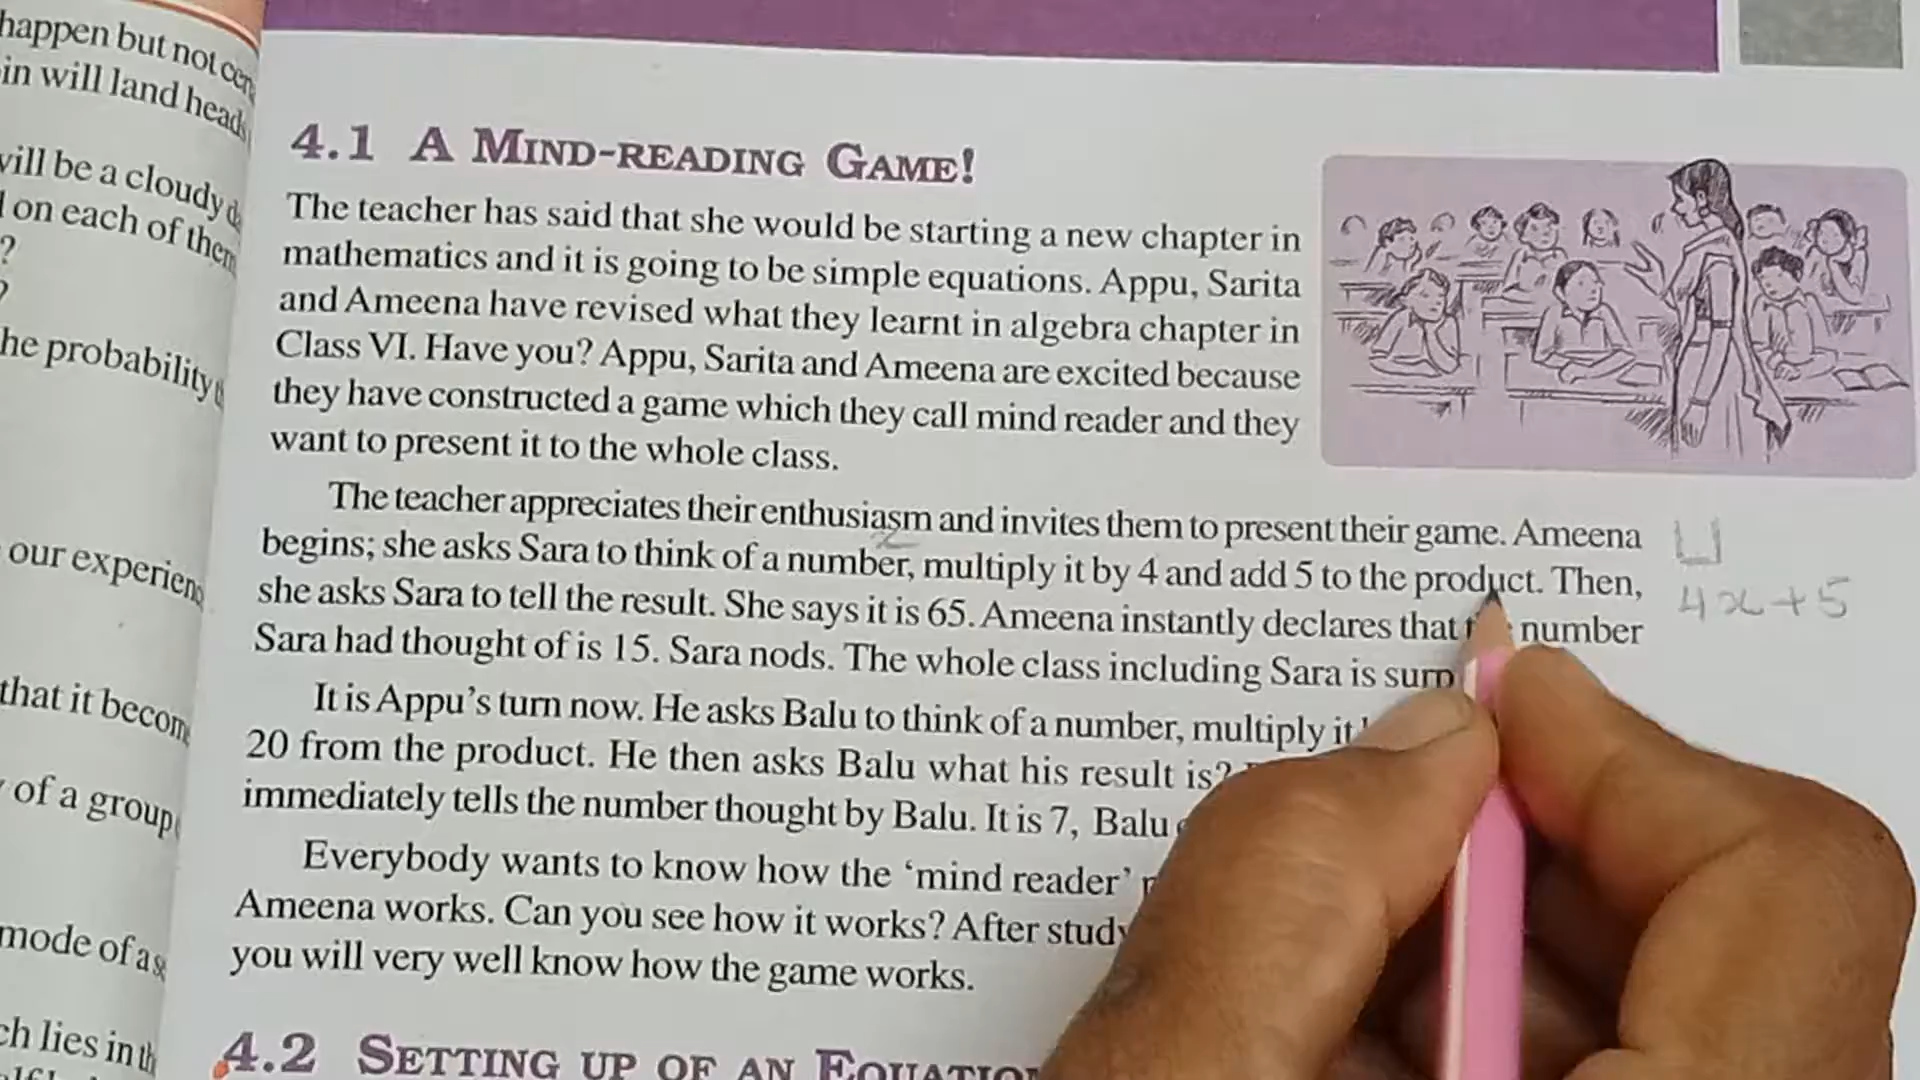 happen but not
in will land heads
will be a cloudy
on each of them
?
?
he probability
our experien
that it becom
of a group
mode of a
ch lies in th
4.1 A MIND-READING GAME!
The teacher has said that she would be starting a new chapter in
mathematics and it is going to be simple equations. Appu, Sarita
and Ameena have revised what they learnt in algebra chapter in
Class VI. Have you? Appu, Sarita and Ameena are excited because
they have constructed a game which they call mind reader and they
want to present it to the whole class.
The teacher appreciates their enthusiasm and invites them to present their game. Ameena
begins; she asks Sara to think of a number, multiply it by 4 and add 5 to the product. Then,
she asks Sara to tell the result. She says it is 65. Ameena instantly declares that number
Sara had thought of is 15. Sara nods. The whole class including Sara is surp
It is Appu’s turn now. He asks Balu to think of a number, multiply it
20 from the product. He then asks Balu what his result is?
immediately tells the number thought by Balu. It is 7, Balu
Everybody wants to know how the ‘mind reader’
Ameena works. Can you see how it works? After study
you will very well know how the game works.
4.2 SETTING UP OF AN EQUATION
x
4x+5